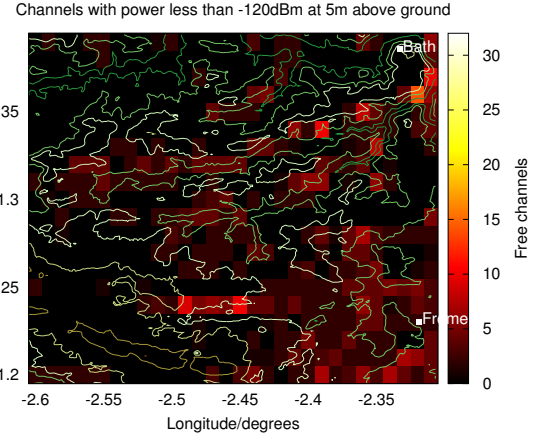 Channels with power less than -120dBm at 5m above ground
Bath
30
35
25
1.3
20
15
Free channels
25
10
Frome
5
1.2
0
-2.6 -2.55 -2.5 -2.45 -2.4 -2.35
Longitude/degrees